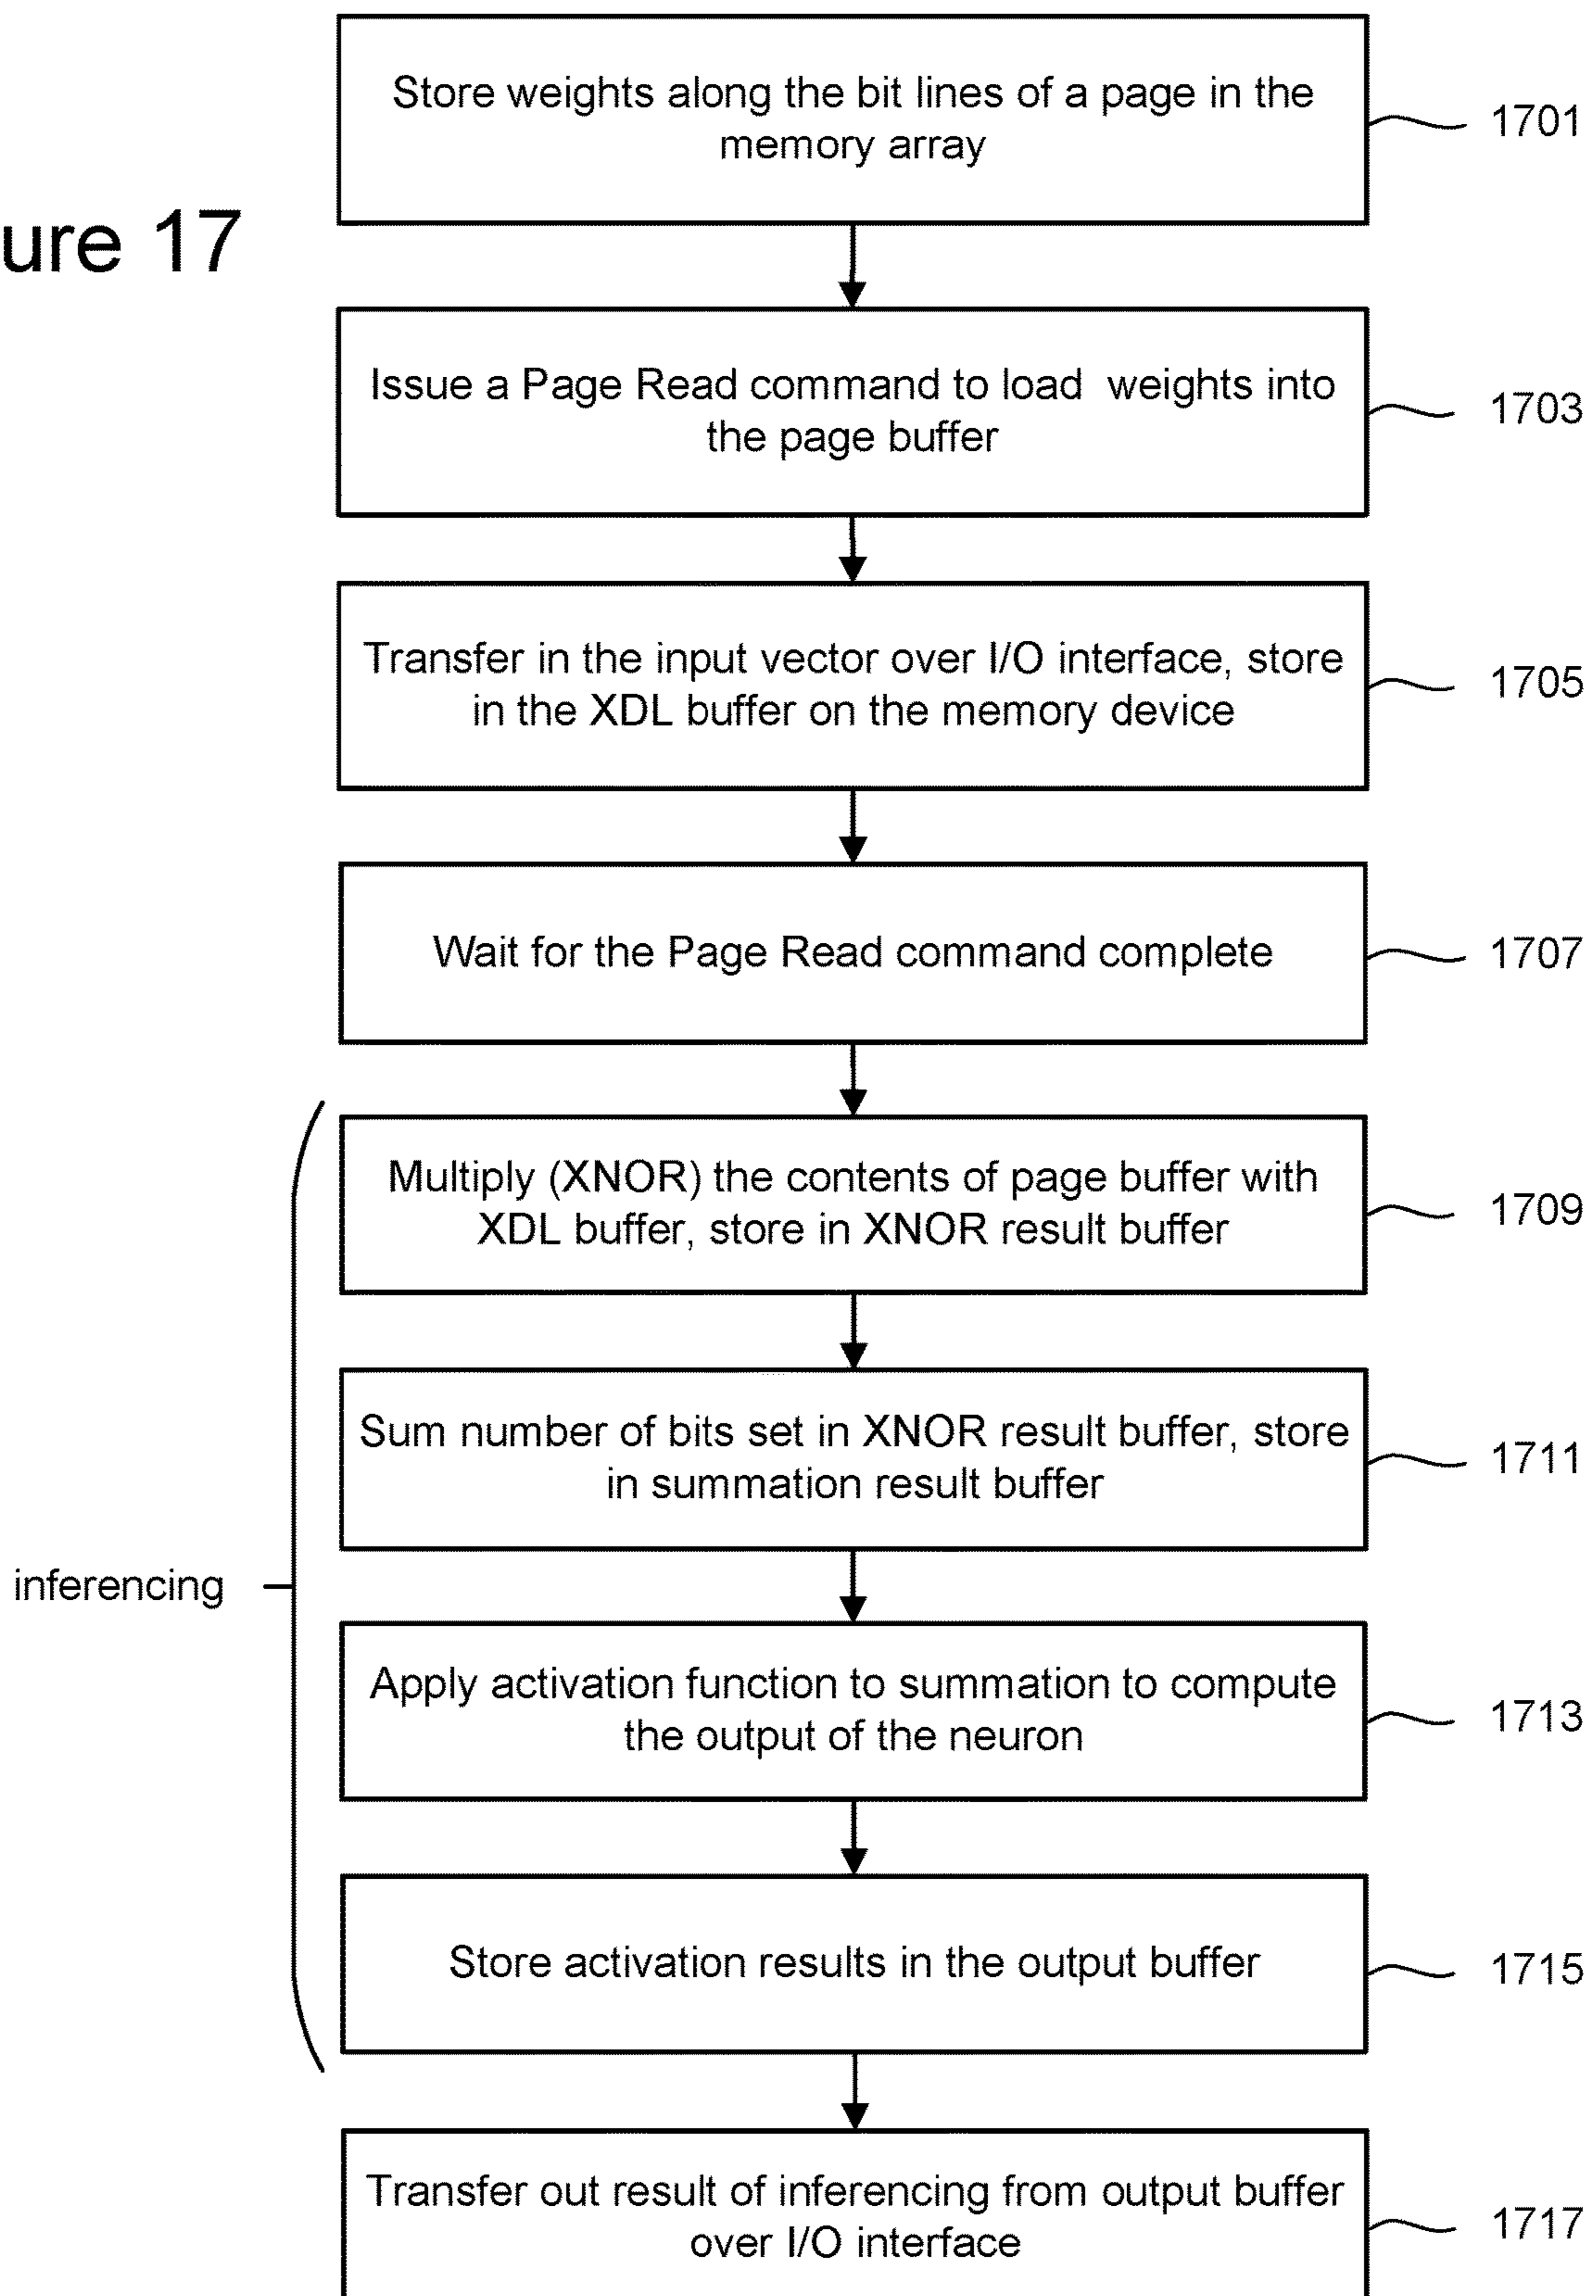 Store weights along the bit lines of a page in the
memory array
1701
ure 17
Issue a Page Read command to load weights into
the page buffer
1703
Transfer in the input vector over I/O interface, store
in the XDL buffer on the memory device
1705
Wait for the Page Read command complete
1707
Multiply (XNOR) the contents of page buffer with
XDL buffer, store in XNOR result buffer
1709
Sum number of bits set in XNOR result buffer, store
in summation result buffer
1711
inferencing
Apply activation function to summation to compute
the output of the neuron
1713
Store activation results in the output buffer
1715
Transfer out result of inferencing from output buffer
over I/O interface
1717